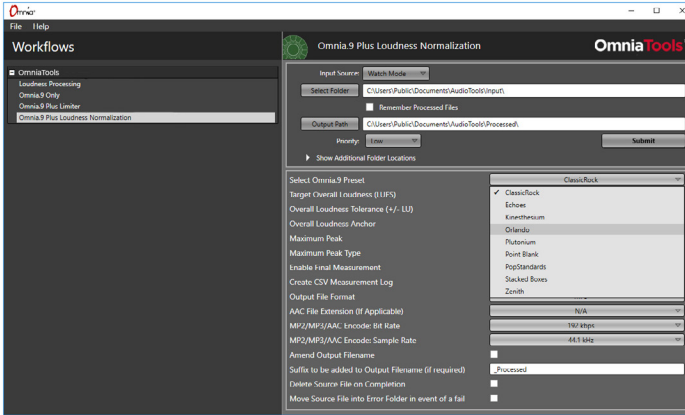 Omnia
File Help
Workflows
OmniaTools
Loudness Processing
Omnia.9 Only
Omnia.9 Plus Limiter
Omnia.9 Plus Loudness Normalization
Omnia.9 Plus Loudness Normalization
OmniaTools
Input Source: Watch Mode
Select Folder C:\Users\Public\Documents\AudioTools\Input\
Remember Processed Files
Output Path C:\Users\Public\Documents\AudioTools\Processed\
Priority: Low Submit
Show Additional Folder Locations
Select Omnia.9 Preset ClassicRock
Target Overall Loudness (LUFS) ✓ ClassicRock
Overall Loudness Tolerance (+/- LU) Echoes
Kinesthesium
Overall Loudness Anchor Orlando
Maximum Peak Plutonium
Maximum Peak Type Point Blank
Enable Final Measurement PopStandards
Create CSV Measurement Log Stacked Boxes
Output File Format Zenith
AAC File Extension (If Applicable) N/A
MP2/MP3/AAC Encode: Bit Rate 192 kbps
MP2/MP3/AAC Encode: Sample Rate 44.1 kHz
Amend Output Filename
Suffix to be added to Output Filename (if required) _Processed
Delete Source File on Completion
Move Source File into Error Folder in event of a fail